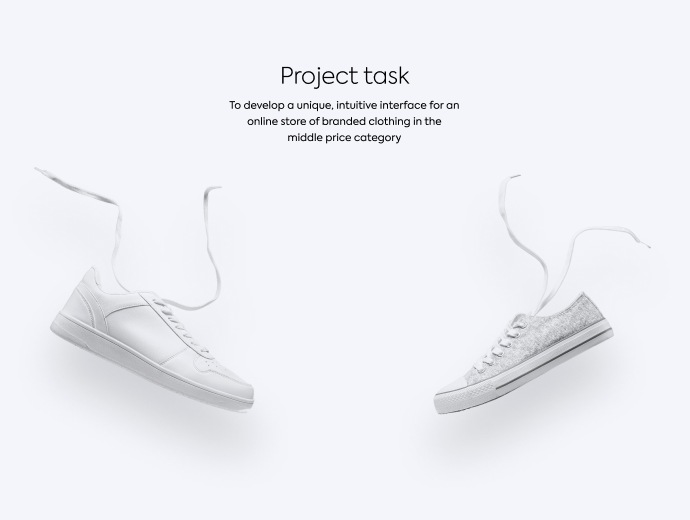 Project task
To develop a unique, intuitive interface for an
online store of branded clothing in the
middle price category